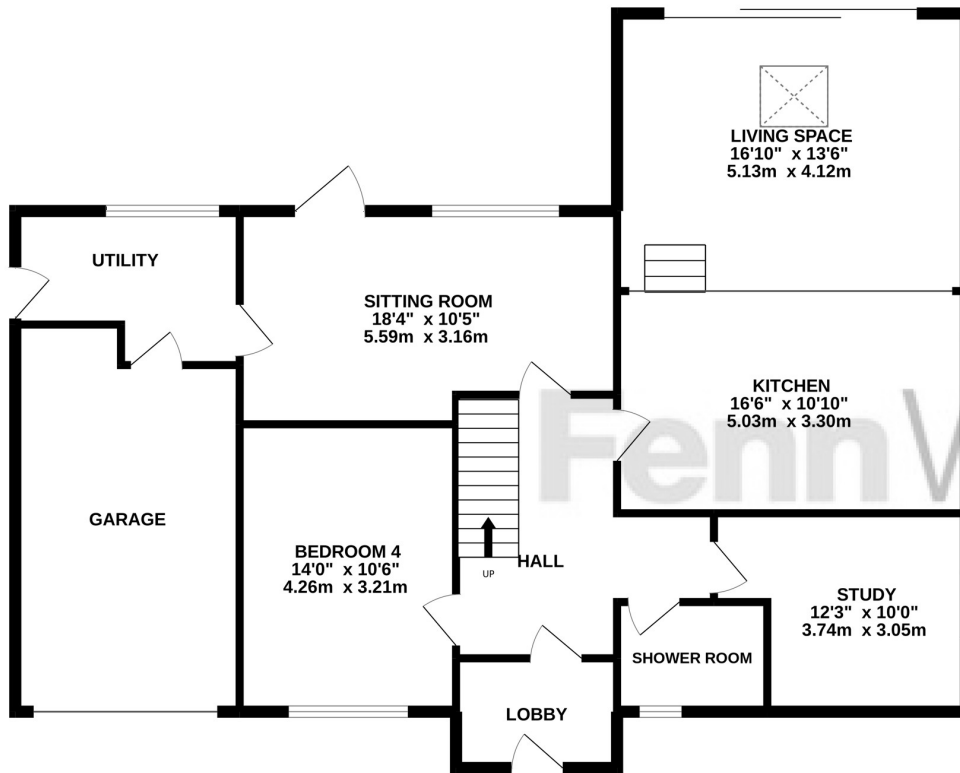 LIVING SPACE
16'10" x 13'6"
5.13m x 4.12m
UTILITY
SITTING ROOM
18'4" x 10'5"
5.59m x 3.16m
KITCHEN
16'6" x 10'10"
5.03m x 3.30m
Fenn W
GARAGE
BEDROOM 4
14'0" x 10'6"
4.26m x 3.21m
UP
HALL
STUDY
12'3" x 10'0"
3.74m x 3.05m
SHOWER ROOM
LOBBY